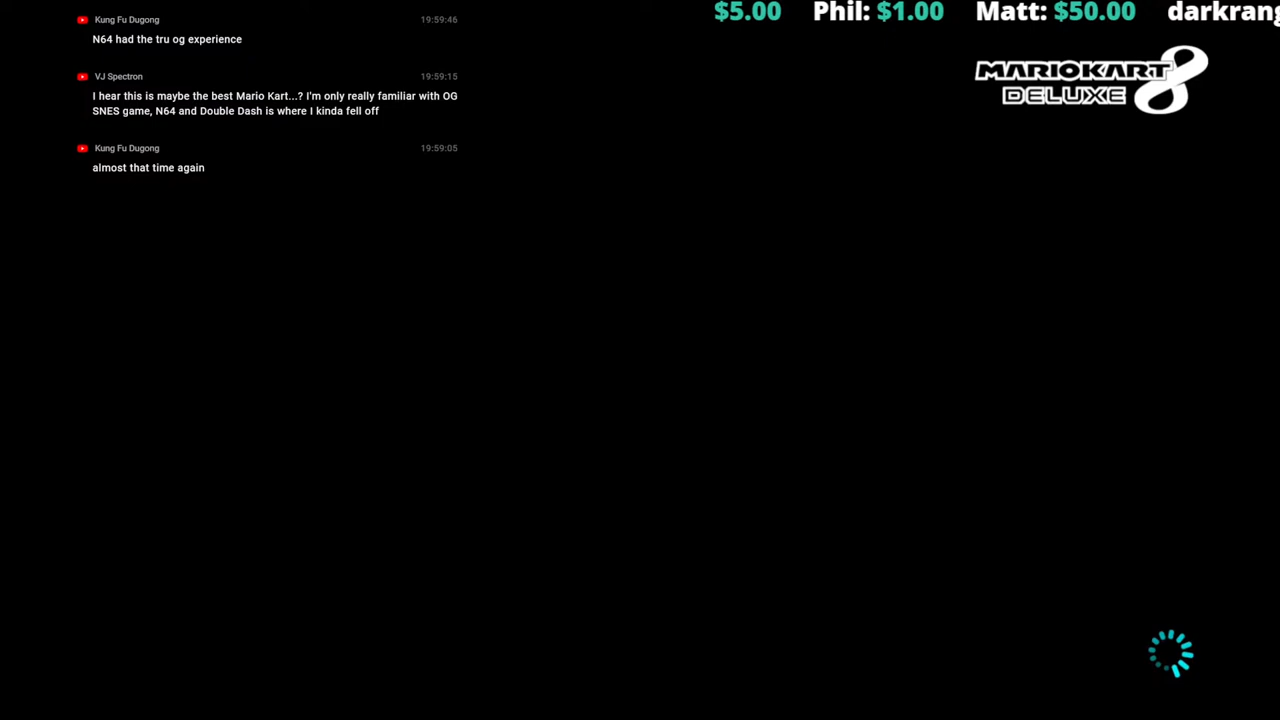 $5.00 Phil: $1.00 Matt: $50.00 darkrang
Kung Fu Dugong 19:59:46
N64 had the tru og experience
MARIOKART 8
DELUXE
VJ Spectron 19:59:15
I hear this is maybe the best Mario Kart...? I'm only really familiar with OG
SNES game, N64 and Double Dash is where I kinda fell off
Kung Fu Dugong 19:59:05
almost that time again